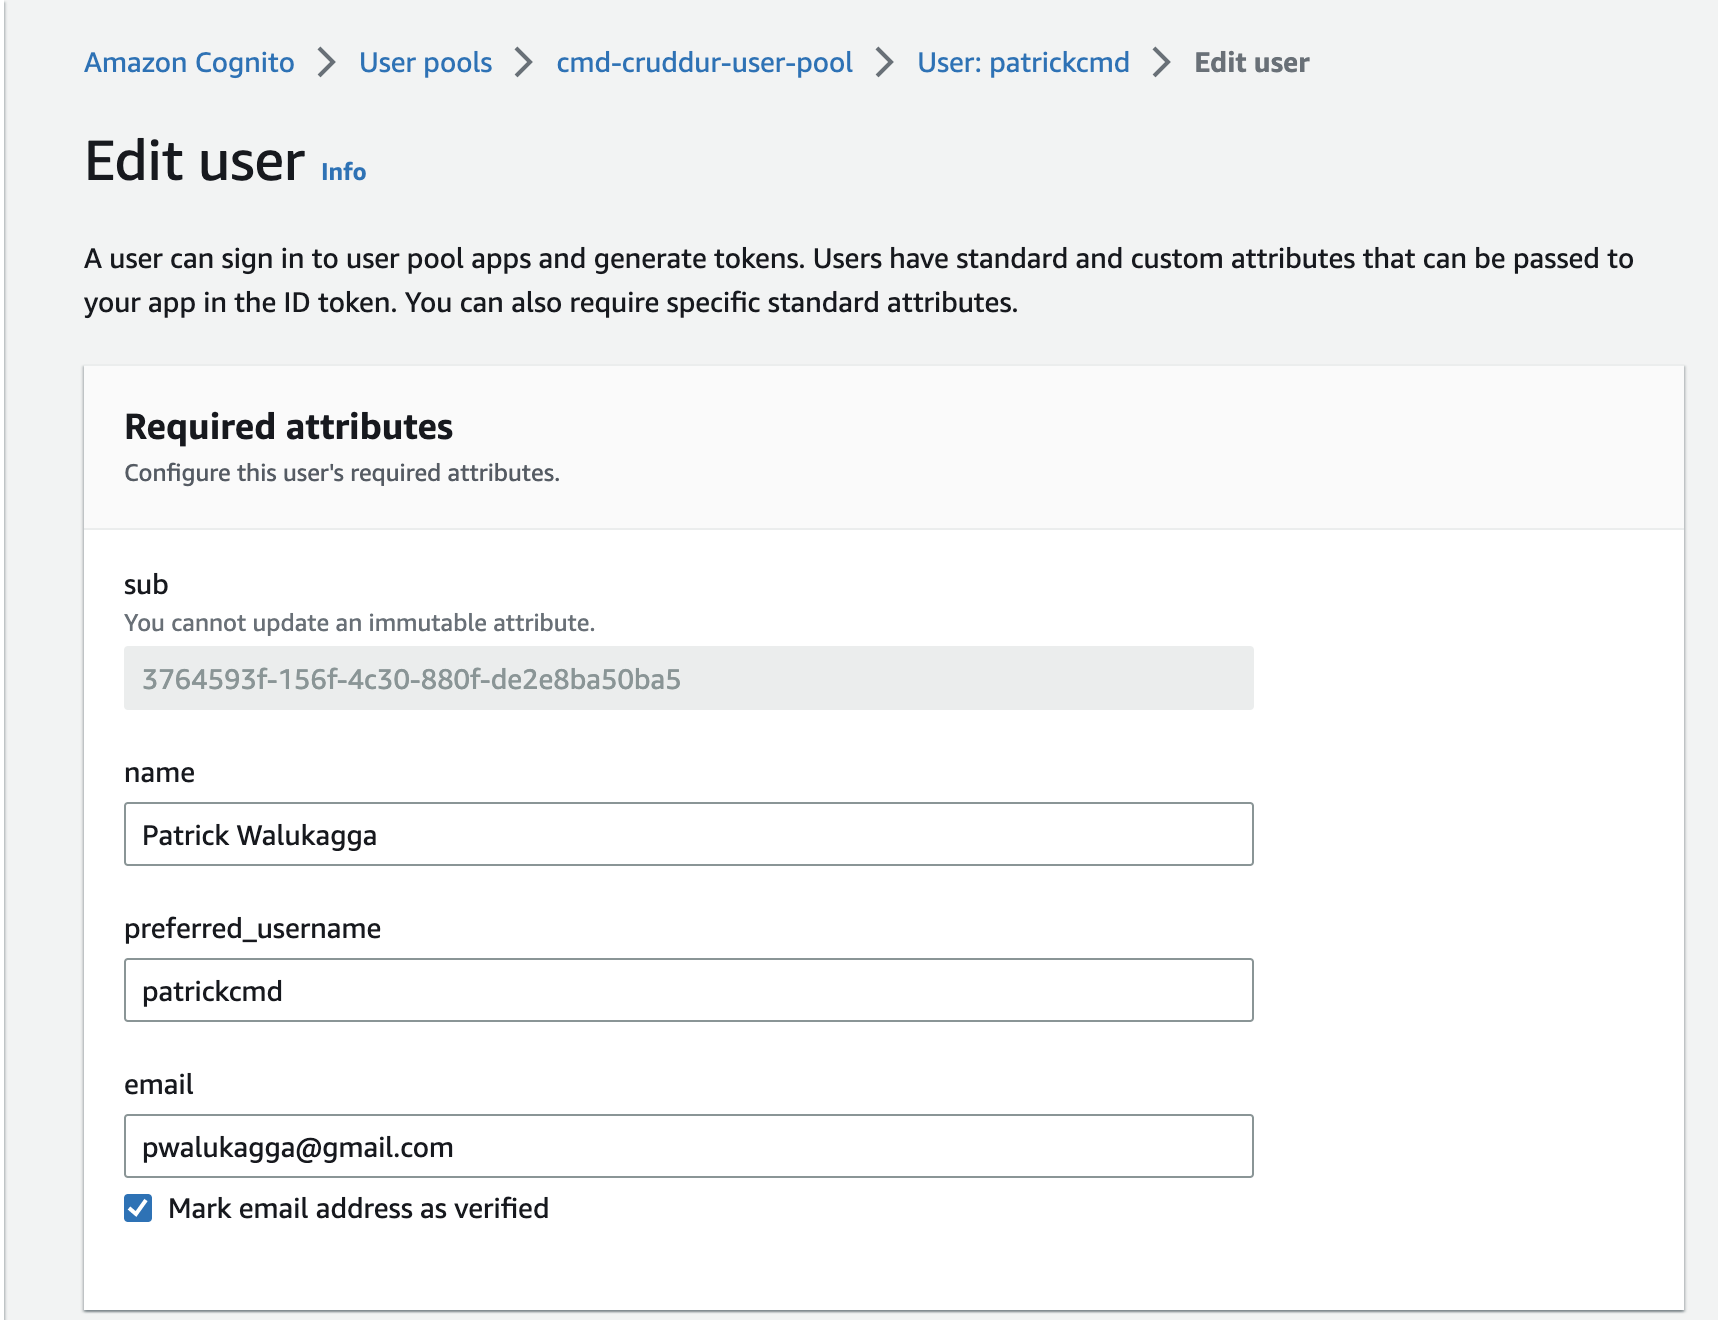 Amazon Cognito > User pools > cmd-cruddur-user-pool > User: patrickcmd > Edit user
Edit user Info
A user can sign in to user pool apps and generate tokens. Users have standard and custom attributes that can be passed to
your app in the ID token. You can also require specific standard attributes.
Required attributes
Configure this user's required attributes.
sub
You cannot update an immutable attribute.
3764593f-156f-4c30-880f-de2e8ba50ba5
name
Patrick Walukagga
preferred_username
patrickcmd
email
pwalukagga@gmail.com
Mark email address as verified